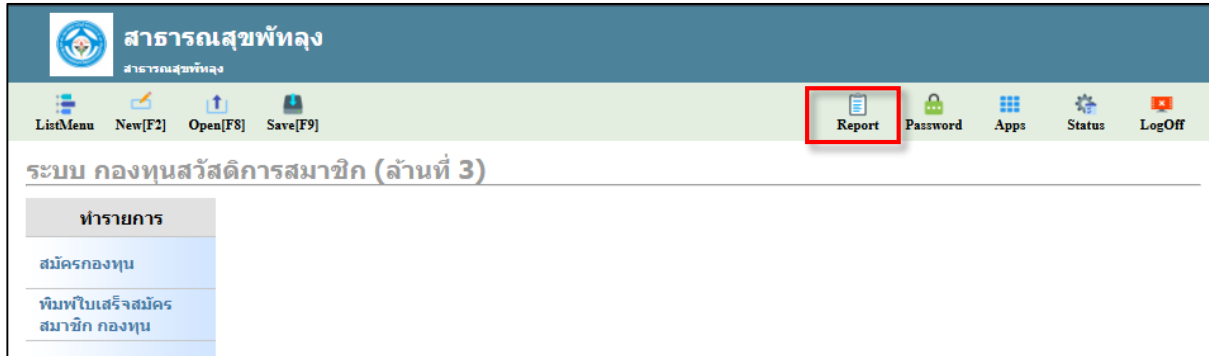 สาธารณสุขพัทลุง
สาธารณสุขพัทลุง
ListMenu New[F2] Open[F8] Save[F9] Report Password Apps Status LogOff
ระบบ กองทุนสวัสดิการสมาชิก (ล้านที่ 3)
ทำรายการ
สมัครกองทุน
พิมพ์ใบเสร็จสมัคร
สมาชิก กองทุน